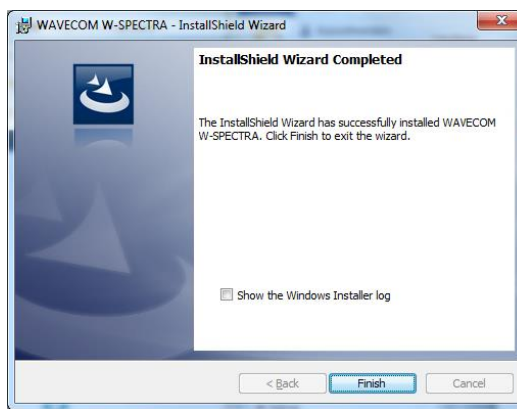 WAVECOM W-SPECTRA - InstallShield Wizard
InstallShield Wizard Completed
The InstallShield Wizard has successfully installed WAVECOM
W-SPECTRA. Click Finish to exit the wizard.
Show the Windows Installer log
< Back
Finish
Cancel